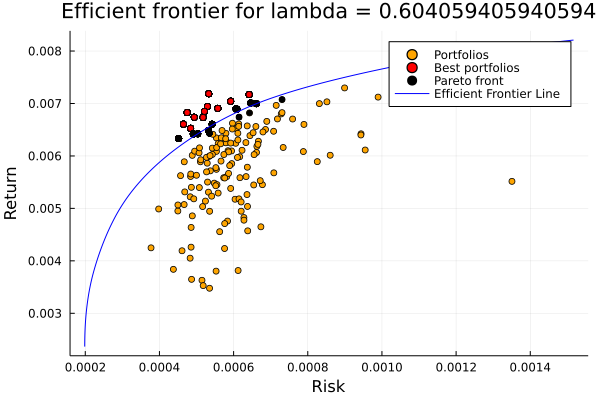 Efficient frontier for lambda = 0.6040594059405940594
0.008
0.007
0.006
0.005
0.004
0.003
Return
Portfolios
Best portfolios
Pareto front
Efficient Frontier Line
0.0002
0.0004
0.0006
0.0008
0.0010
0.0012
0.0014
Risk